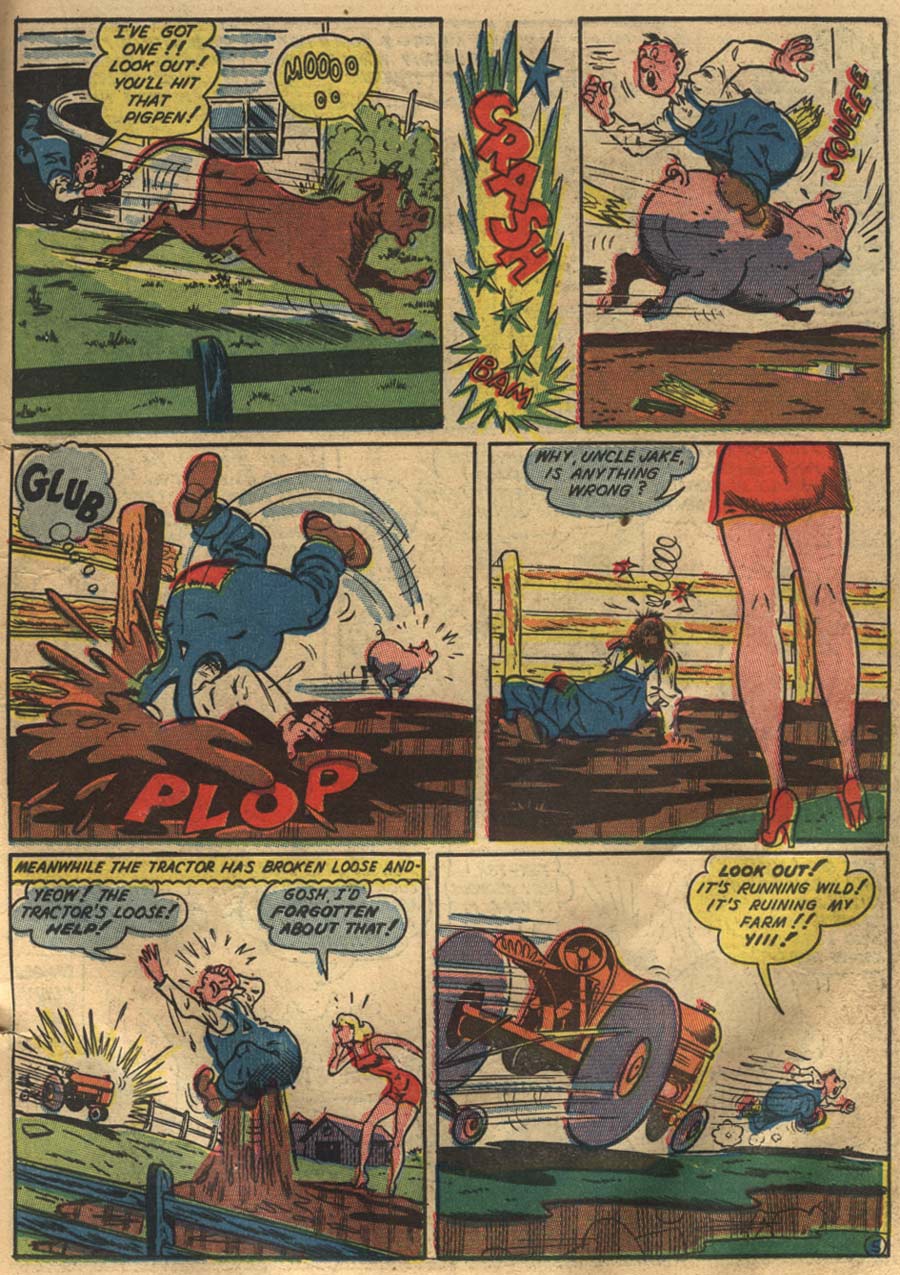 I'VE GOT
ONE!!
LOOK OUT!
YOU'LL HIT
THAT
PIGPEN!
MOOOO
OO
CRASH
BAM
SQUEEE
GLUB
PLOP
WHY, UNCLE JAKE,
IS ANYTHING
WRONG?
MEANWHILE THE TRACTOR HAS BROKEN LOOSE AND-
YEOW! THE
TRACTOR'S LOOSE!
HELP!
GOSH, I'D
FORGOTTEN
ABOUT THAT!
LOOK OUT!
IT'S RUNNING WILD!
IT'S RUINING MY
FARM!!
YIII!